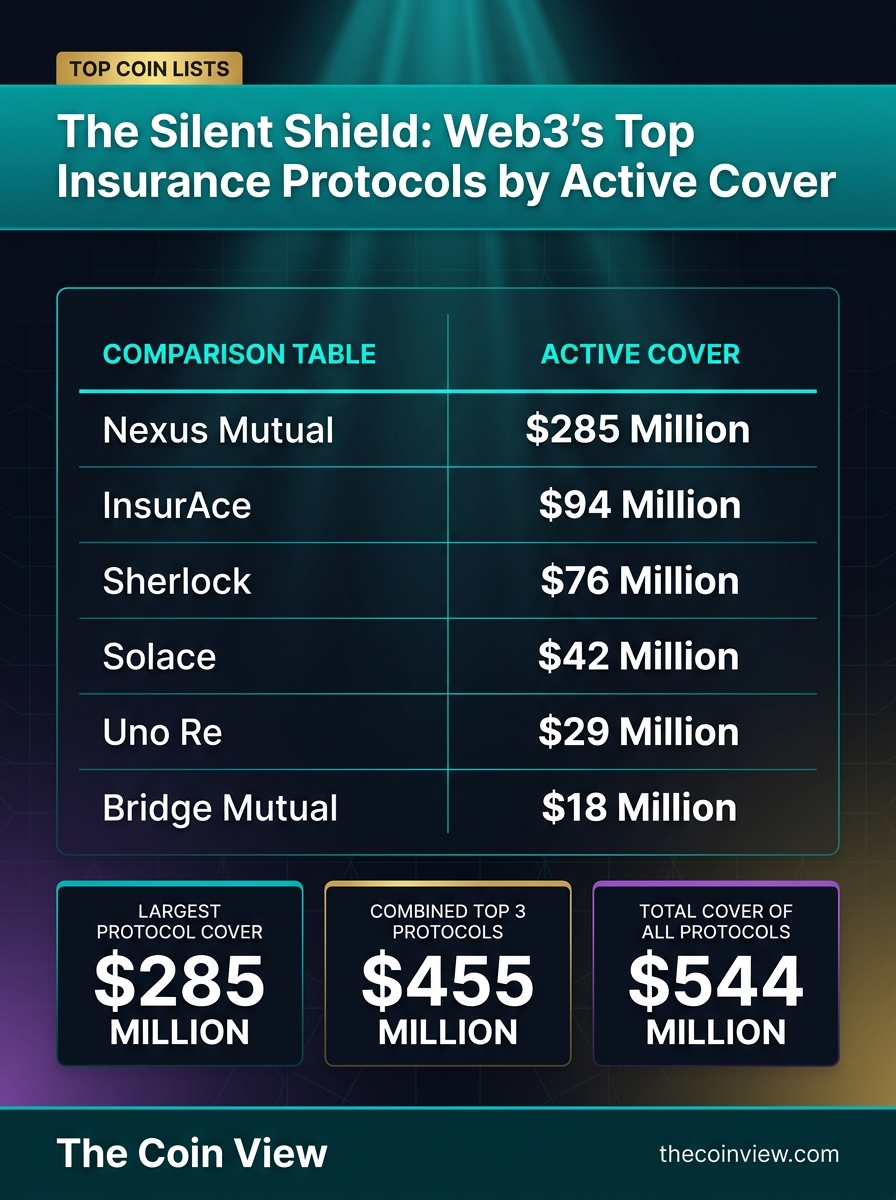 TOP COIN LISTS
The Silent Shield: Web3’s Top
Insurance Protocols by Active Cover
COMPARISON TABLE ACTIVE COVER
Nexus Mutual $285 Million
InsurAce $94 Million
Sherlock $76 Million
Solace $42 Million
Uno Re $29 Million
Bridge Mutual $18 Million
LARGEST
PROTOCOL COVER
$285
MILLION
COMBINED TOP 3
PROTOCOLS
$455
MILLION
TOTAL COVER OF
ALL PROTOCOLS
$544
MILLION
The Coin View
thecoinview.com